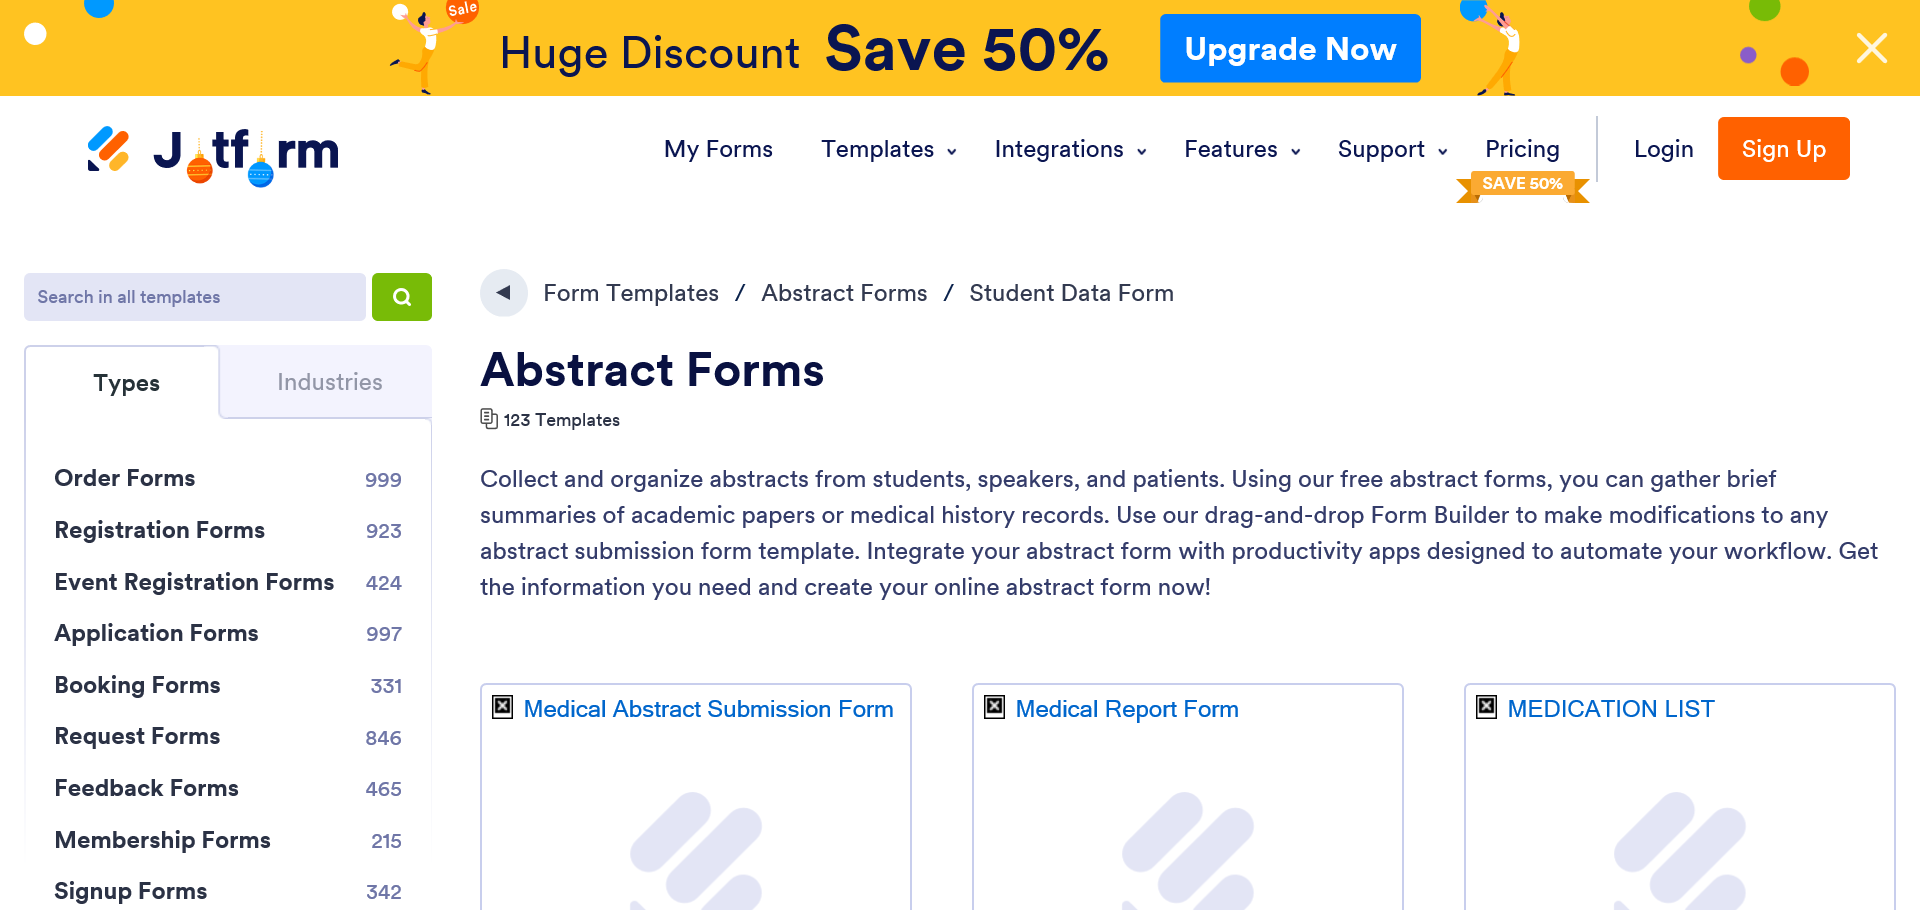 Sale
Huge Discount Save 50% Upgrade Now
Jotform
My Forms Templates Integrations Features Support Pricing Login Sign Up
SAVE 50%
Search in all templates
Form Templates / Abstract Forms / Student Data Form
Types Industries
Abstract Forms
123 Templates
Order Forms 999
Registration Forms 923
Event Registration Forms 424
Application Forms 997
Booking Forms 331
Request Forms 846
Feedback Forms 465
Membership Forms 215
Signup Forms 342
Collect and organize abstracts from students, speakers, and patients. Using our free abstract forms, you can gather brief
summaries of academic papers or medical history records. Use our drag-and-drop Form Builder to make modifications to any
abstract submission form template. Integrate your abstract form with productivity apps designed to automate your workflow. Get
the information you need and create your online abstract form now!
Medical Abstract Submission Form
Medical Report Form
MEDICATION LIST